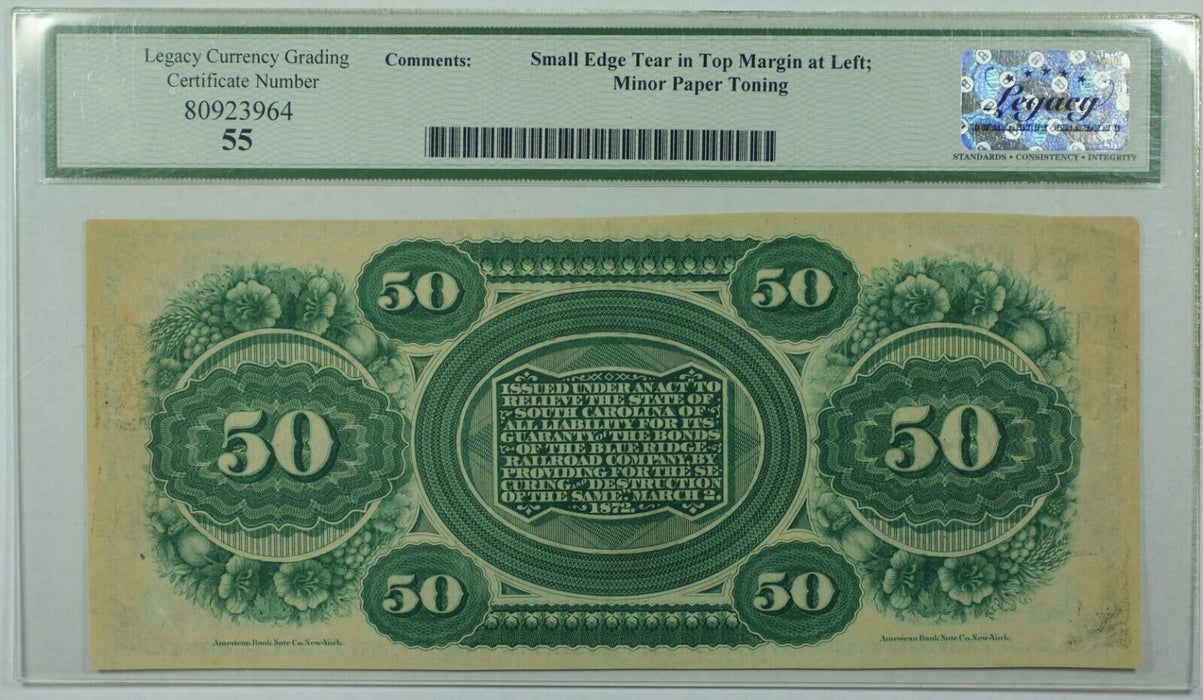 Legacy Currency Grading
Certificate Number
80923964
55
Comments:
Small Edge Tear in Top Margin at Left;
Minor Paper Toning
Legacy
CURRENCY GRADING
STANDARDS • CONSISTENCY • INTEGRITY
50
50
50
50
ISSUED UNDER AN ACT TO
RELIEVE THE STATE OF
SOUTH CAROLINA OF
ALL LIABILITY FOR ITS
GUARANTY OF THE BONDS
OF THE BLUE RIDGE
RAILROAD COMPANY, BY
PROVIDING FOR THE SE-
CURING AND DESTRUCTION
OF THE SAME, MARCH 2.
1872.
50
50
American Bank Note Co. New-York.
American Bank Note Co. New-York.